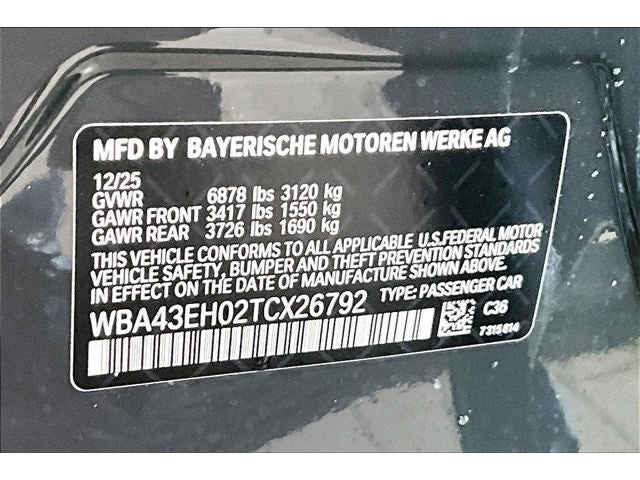 MFD BY BAYERISCHE MOTOREN WERKE AG
12/25
GVWR 6878 lbs 3120 kg
GAWR FRONT 3417 lbs 1550 kg
GAWR REAR 3726 lbs 1690 kg
THIS VEHICLE CONFORMS TO ALL APPLICABLE U.S.FEDERAL MOTOR
VEHICLE SAFETY, BUMPER AND THEFT PREVENTION STANDARDS
IN EFFECT ON THE DATE OF MANUFACTURE SHOWN ABOVE.
WBA43EH02TCX26792 TYPE: PASSENGER CAR
C36
7315614